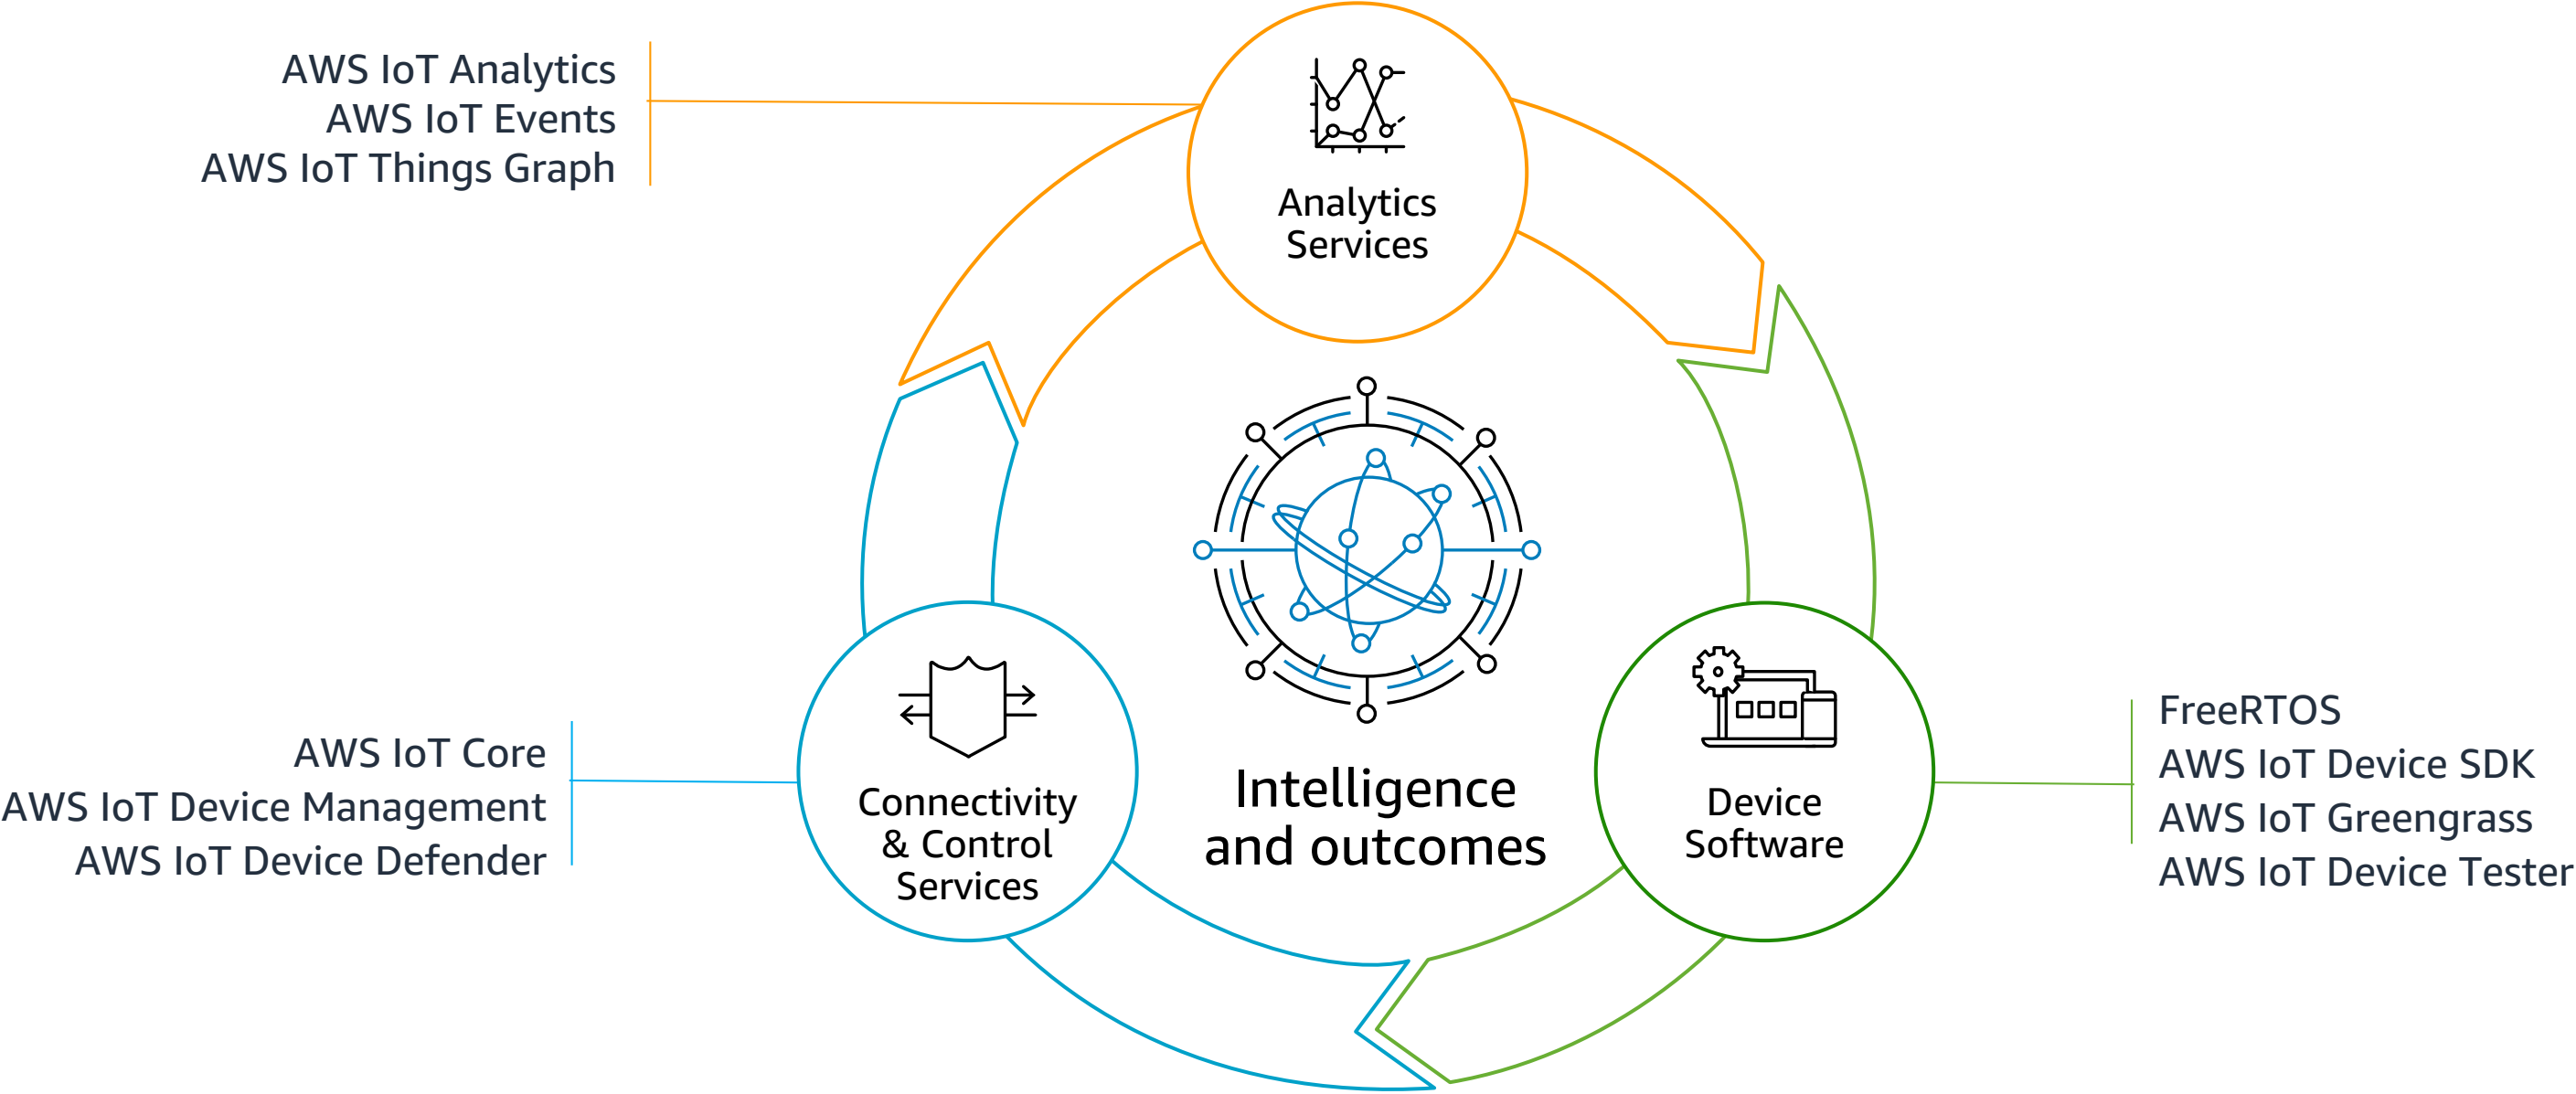 AWS IoT Analytics
AWS IoT Events
AWS IoT Things Graph
Analytics
Services
Intelligence
and outcomes
AWS IoT Core
AWS IoT Device Management
AWS IoT Device Defender
Connectivity
& Control
Services
Device
Software
FreeRTOS
AWS IoT Device SDK
AWS IoT Greengrass
AWS IoT Device Tester